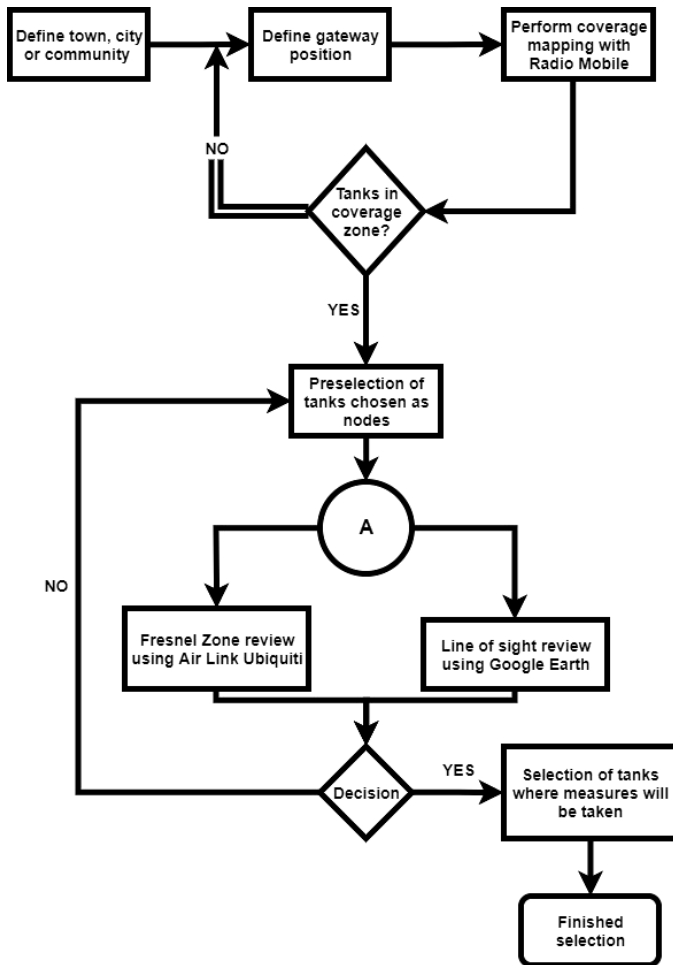 Define town, city
or community
Define gateway
position
Perform coverage
mapping with
Radio Mobile
NO
Tanks in
coverage
zone?
YES
Preselection of
tanks chosen as
nodes
A
NO
Fresnel Zone review
using Air Link Ubiquiti
Line of sight review
using Google Earth
Decision
YES
Selection of tanks
where measures will
be taken
Finished
selection